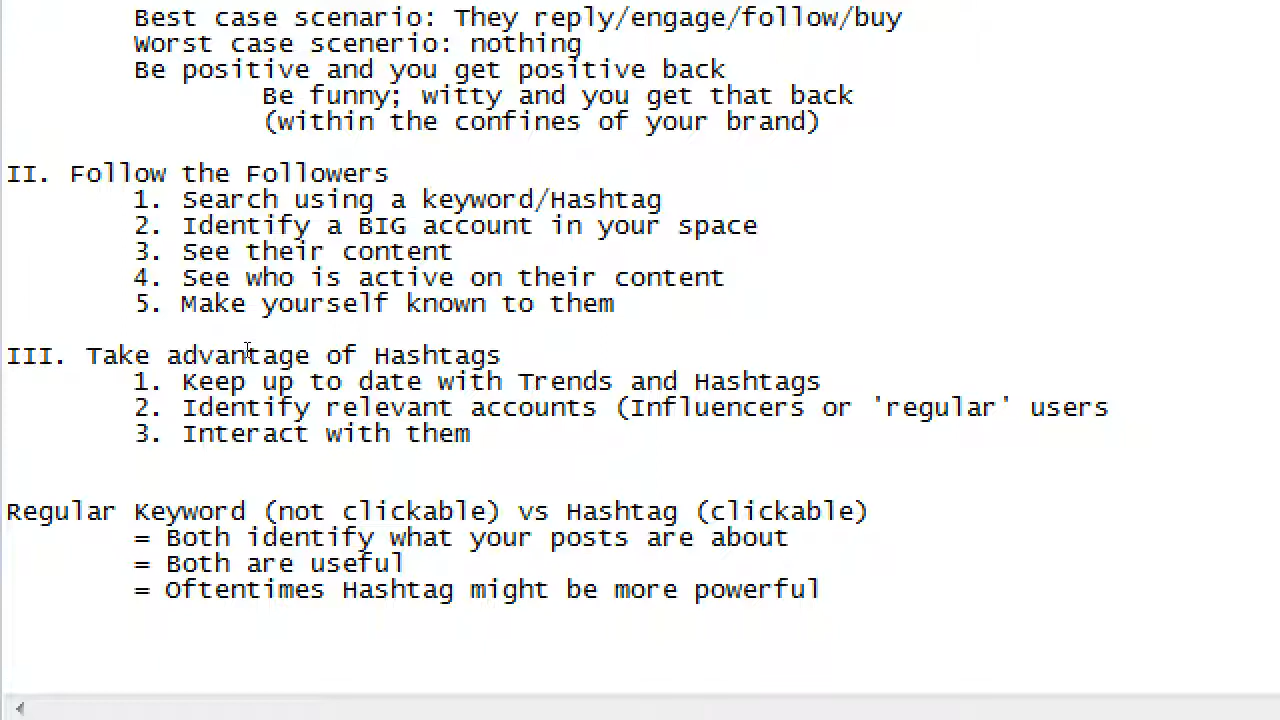 Best case scenario: They reply/engage/follow/buy
Worst case scenerio: nothing
Be positive and you get positive back
Be funny; witty and you get that back
(within the confines of your brand)
II. Follow the Followers
1. Search using a keyword/Hashtag
2. Identify a BIG account in your space
3. See their content
4. See who is active on their content
5. Make yourself known to them
III. Take advantage of Hashtags
1. Keep up to date with Trends and Hashtags
2. Identify relevant accounts (Influencers or 'regular' users
3. Interact with them
Regular Keyword (not clickable) vs Hashtag (clickable)
= Both identify what your posts are about
= Both are useful
= Oftentimes Hashtag might be more powerful